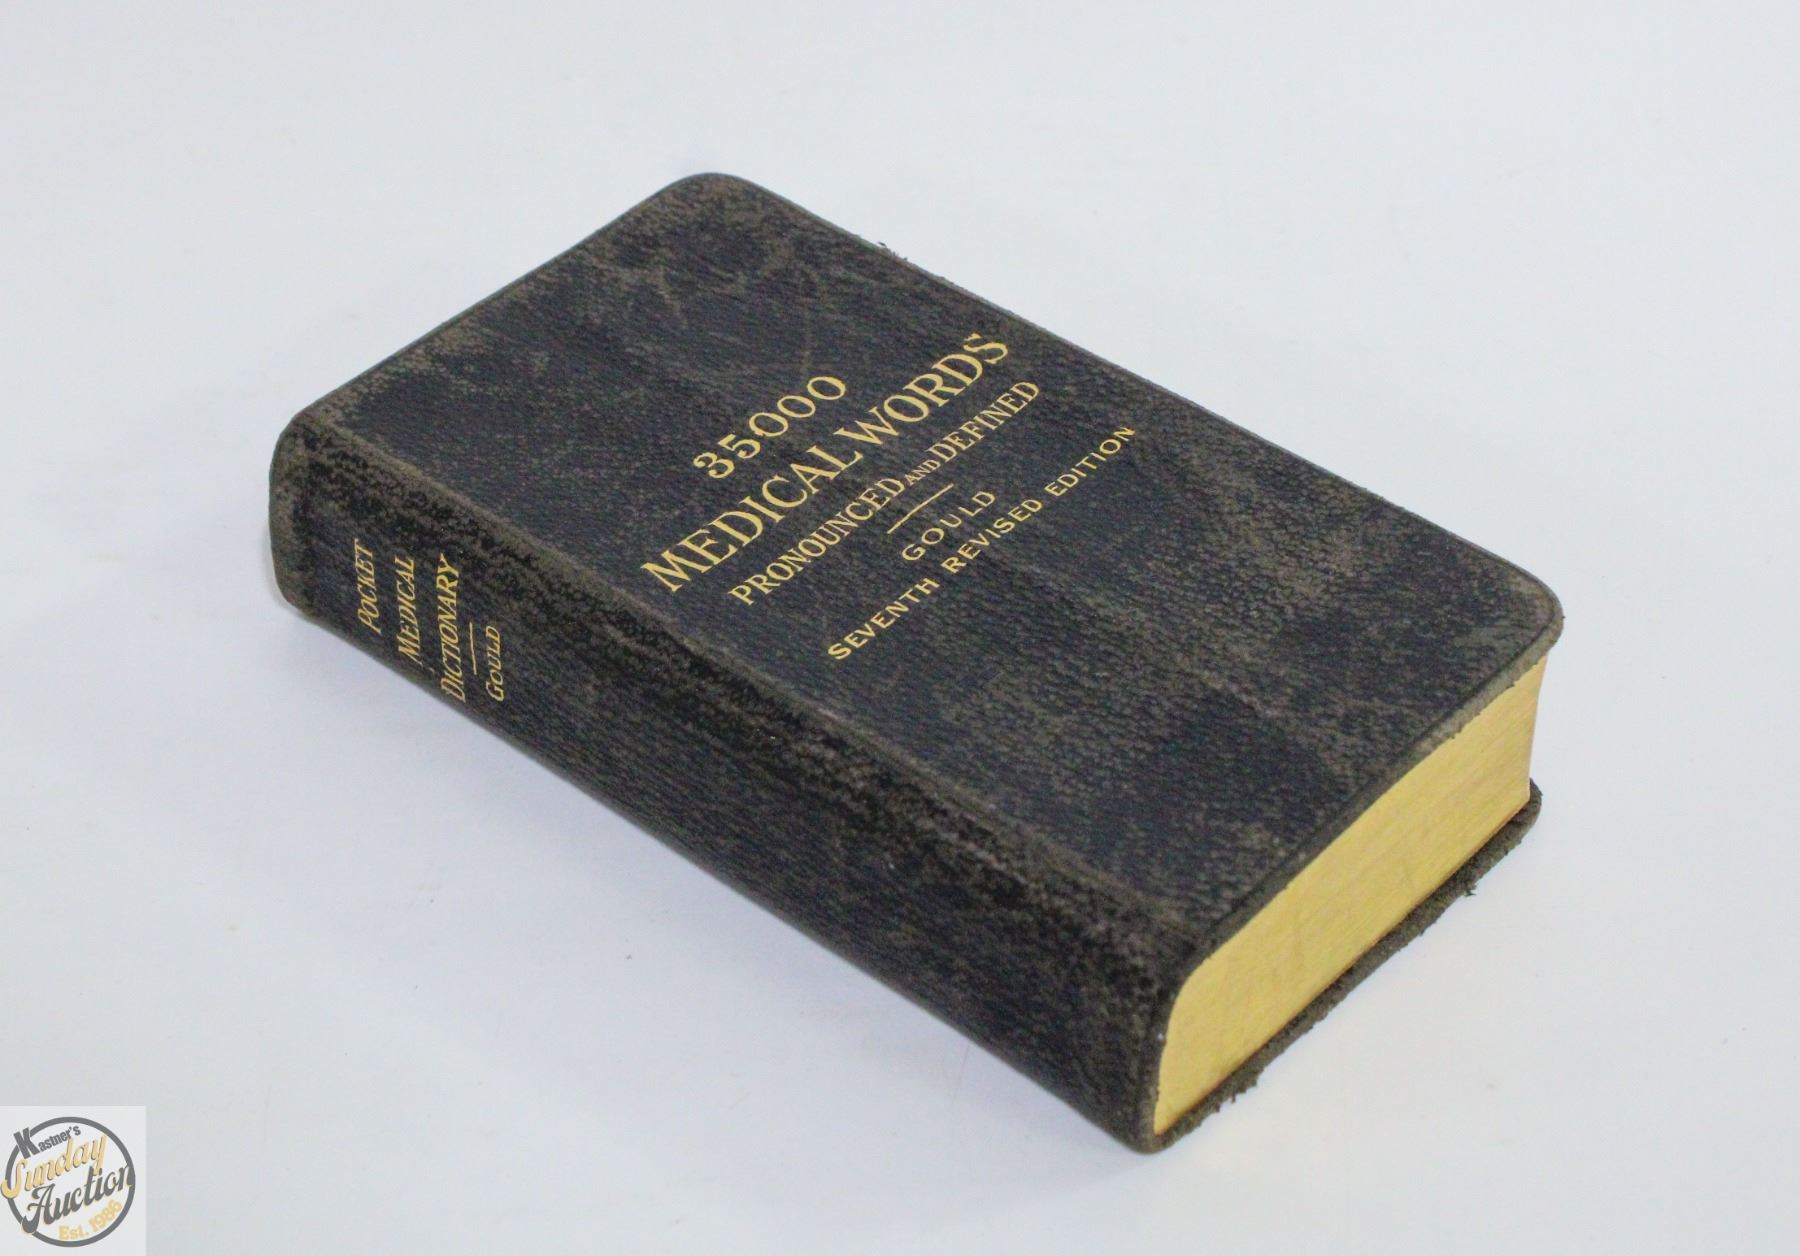 35000
MEDICAL WORDS
PRONOUNCED AND DEFINED
GOULD
SEVENTH REVISED EDITION
POCKET
MEDICAL
DICTIONARY
GOULD
Kastner's
Sunday
Auction
Est. 1986